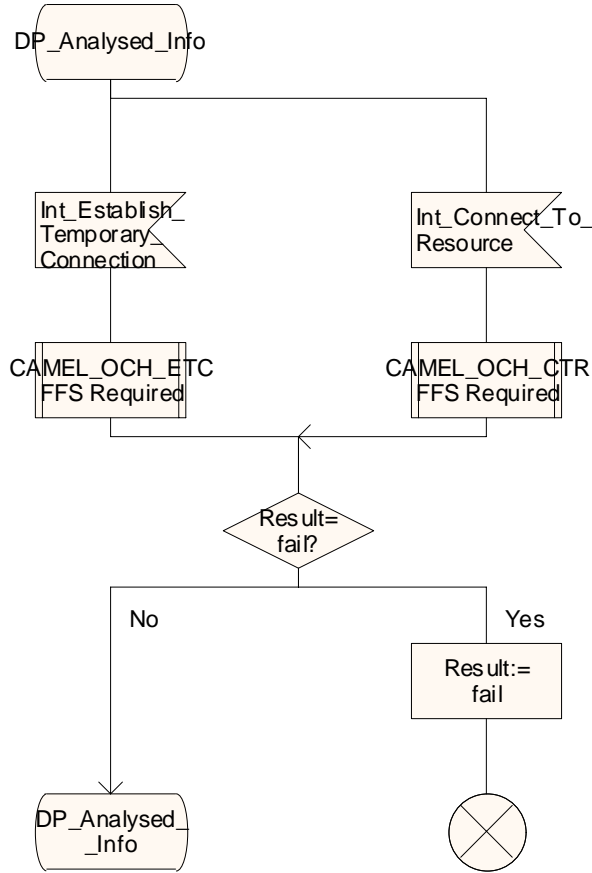 DP_Analysed_Info
Int_Establish_
Temporary_
Connection
Int_Connect_To_
Resource
CAMEL_OCH_ETC
FFS Required
CAMEL_OCH_CTR
FFS Required
Result=
fail?
No
Yes
Result:=
fail
DP_Analysed_
_Info